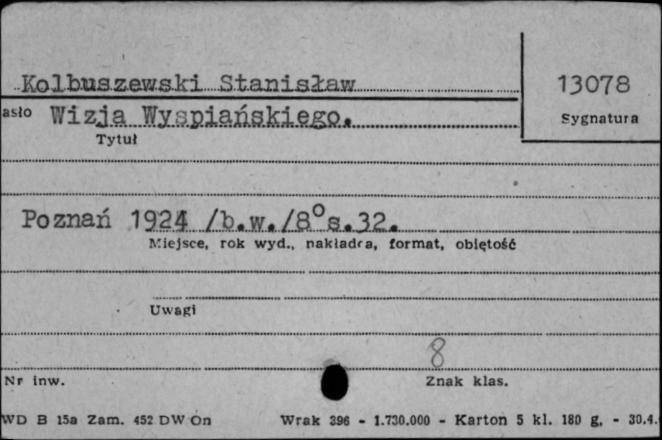 Kolbuszewski Stanisław
13078
asło Wizja Wyspiańskiego.
Sygnatura
Tytuł
Poznań 1924 /b.w./8°s.32.
Miejsce, rok wyd., nakładca, format, objętość
Uwagi
8
Nr inw.
Znak klas.
WD B 15a Zam. 452 DW On
Wrak 396 - 1.730.000 - Karton 5 kl. 180 g. - 30.4.